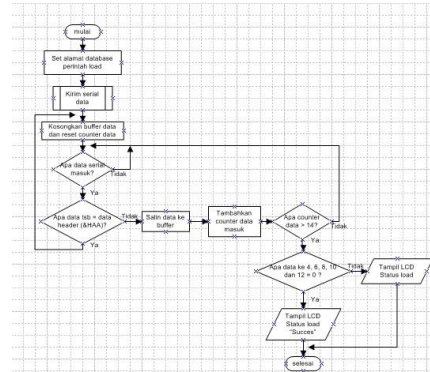 mulai
Set alamat database
perintah load
Kirim serial
data
Kosongkan buffer data
dan reset counter data
Apa data serial
masuk?
Tidak
Ya
Apa data tsb = data
header (&HAA)?
Tidak
Ya
Salin data ke
buffer
Tambahkan
counter data
masuk
Apa counter
data > 14?
Tidak
Ya
Apa data ke 4, 6, 8, 10
dan 12 = 0 ?
Tidak
Ya
Tampil LCD
Status load
Tampil LCD
Status load
"Succes"
selesai